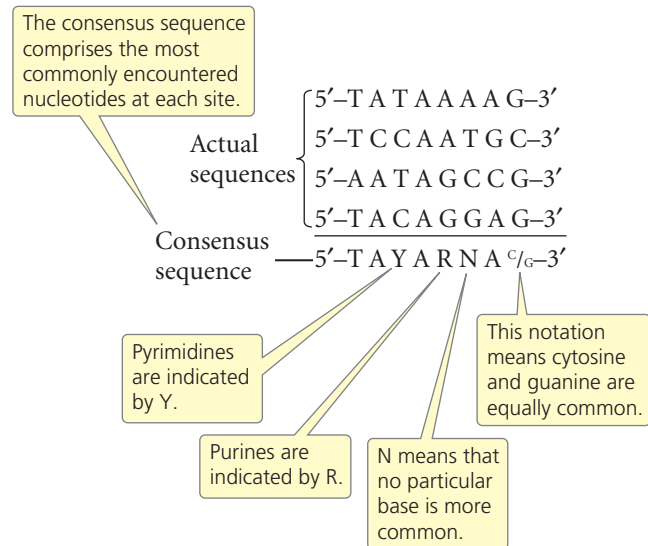 The consensus sequence
comprises the most
commonly encountered
nucleotides at each site.
Actual
sequences
5′–T A T A A A A G–3′
5′–T C C A A T G C–3′
5′–A A T A G C C G–3′
5′–T A C A G G A G–3′
Consensus
sequence
5′–T A Y A R N A C/G–3′
Pyrimidines
are indicated
by Y.
Purines are
indicated by R.
N means that
no particular
base is more
common.
This notation
means cytosine
and guanine are
equally common.